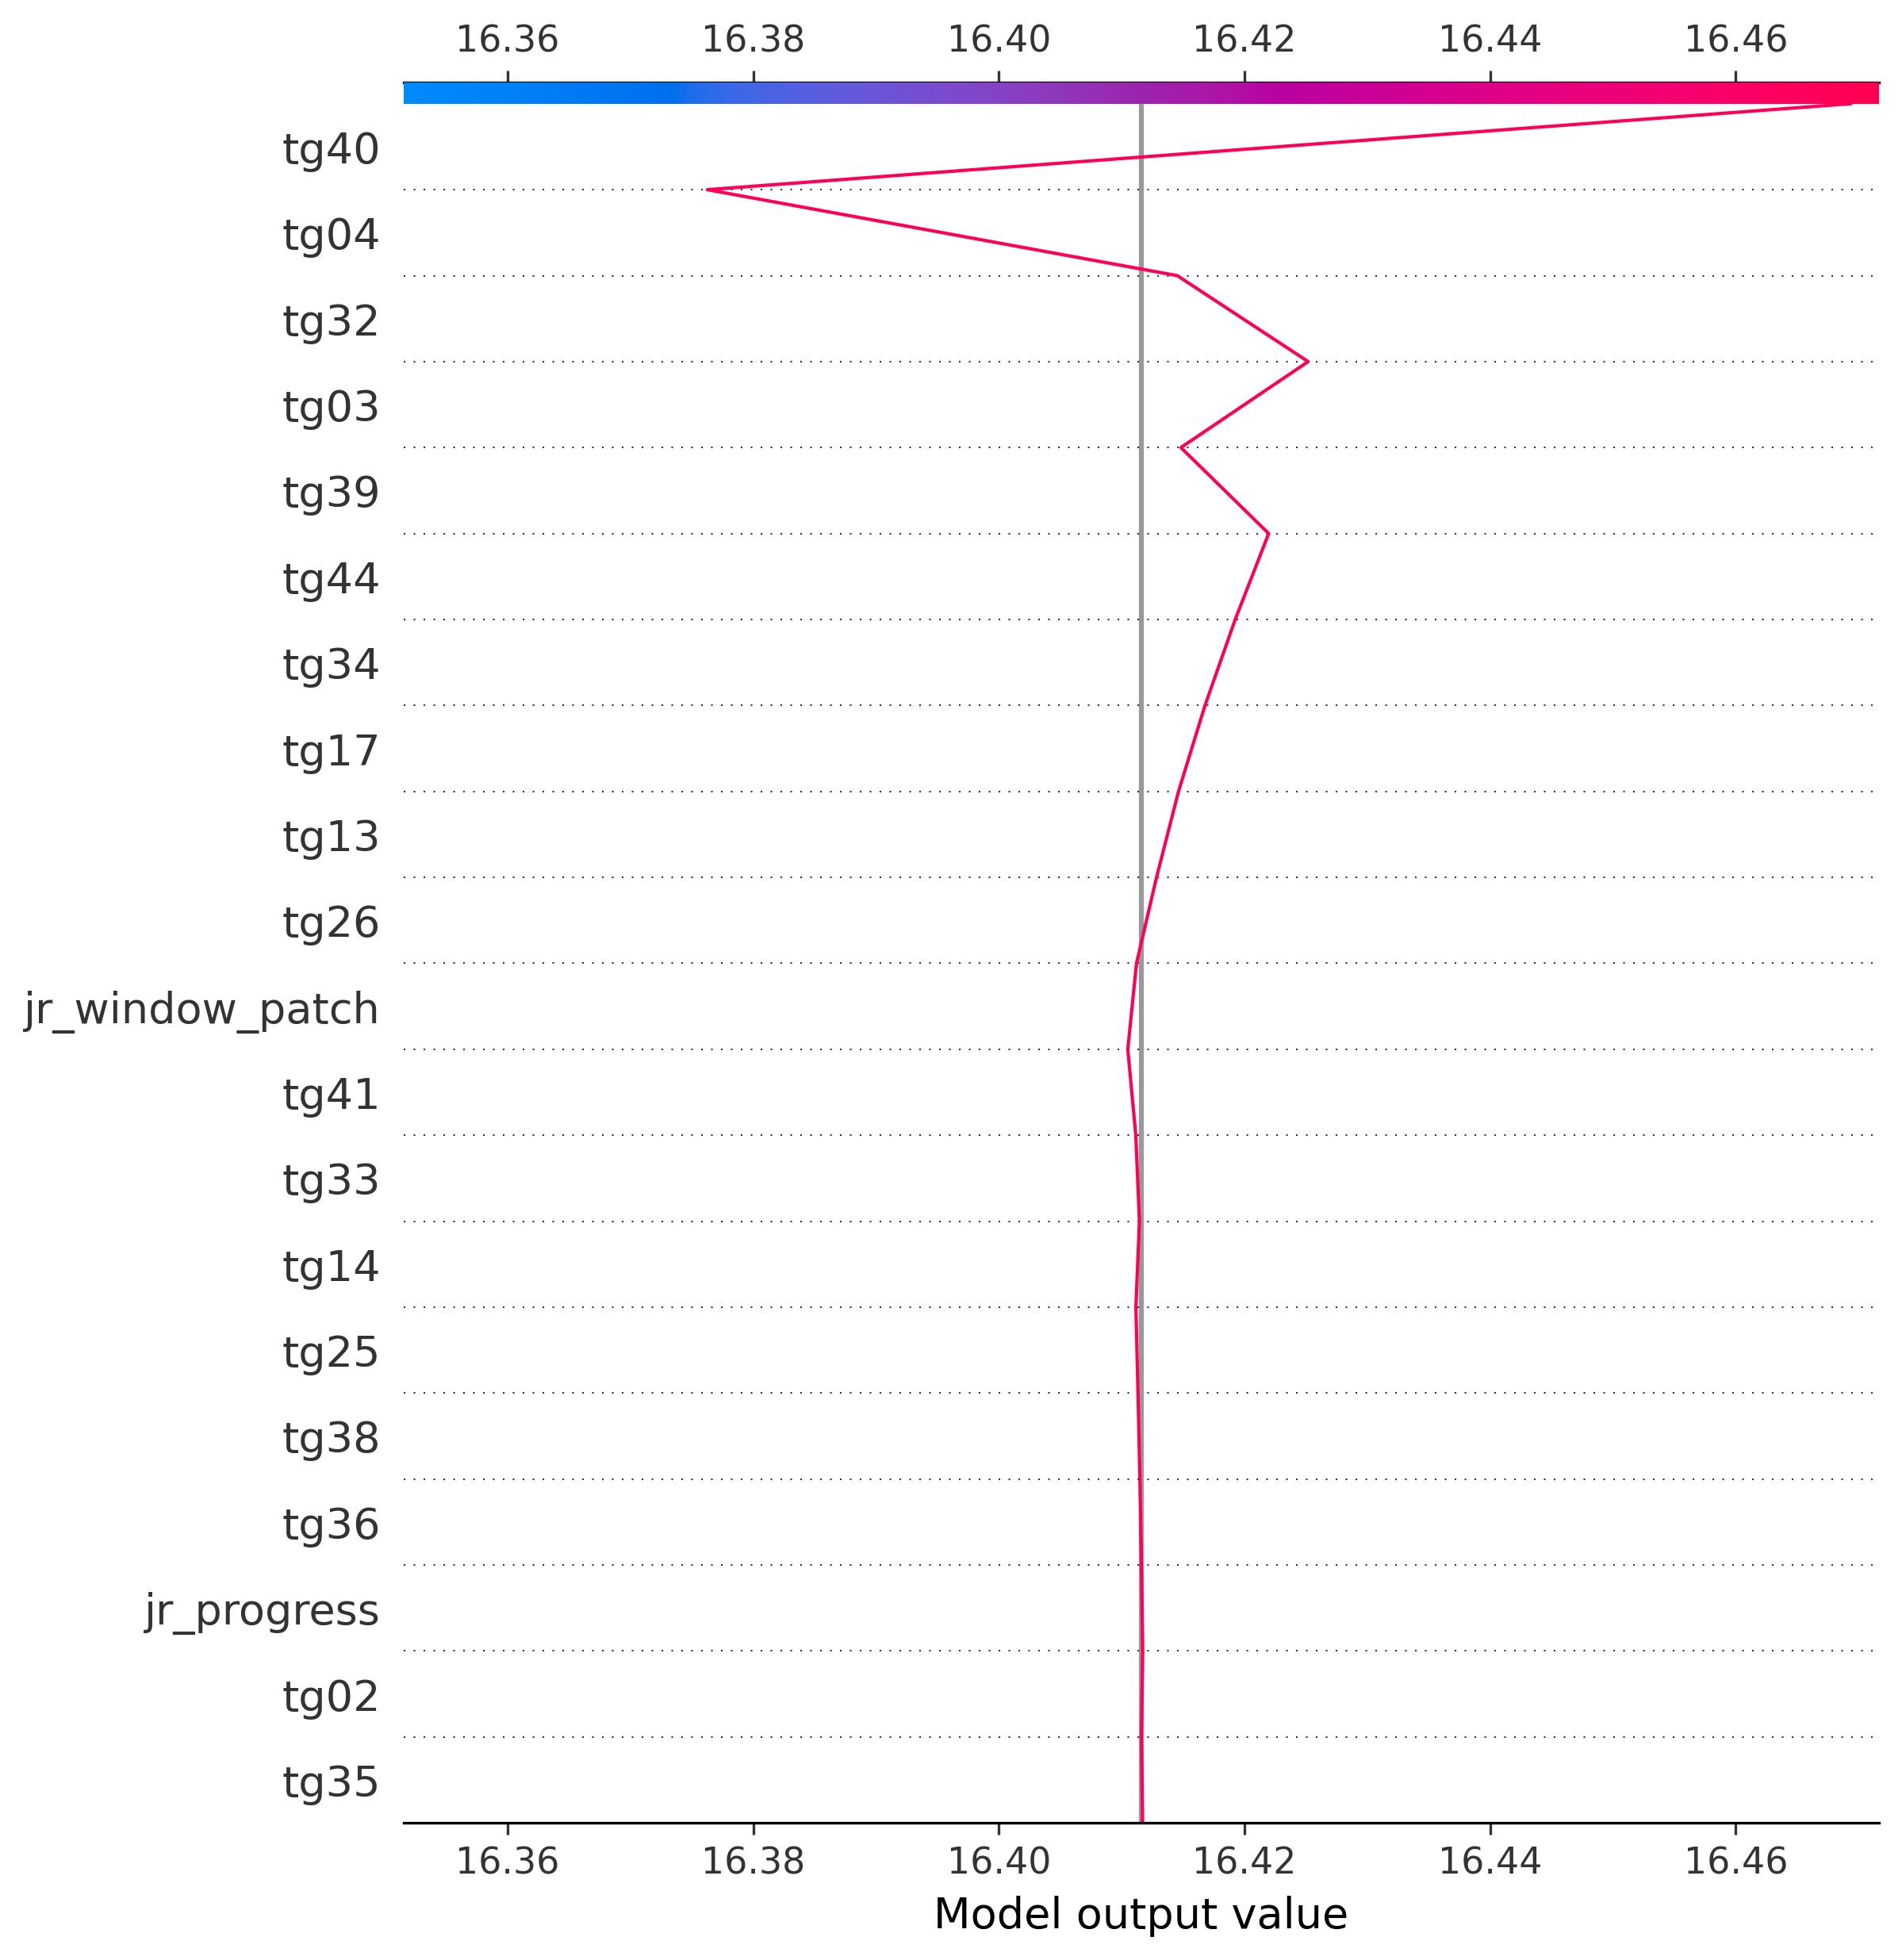 16.36 16.38 16.40 16.42 16.44 16.46
tg40
tg04
tg32
tg03
tg39
tg44
tg34
tg17
tg13
tg26
jr_window_patch
tg41
tg33
tg14
tg25
tg38
tg36
jr_progress
tg02
tg35
16.36 16.38 16.40 16.42 16.44 16.46
Model output value